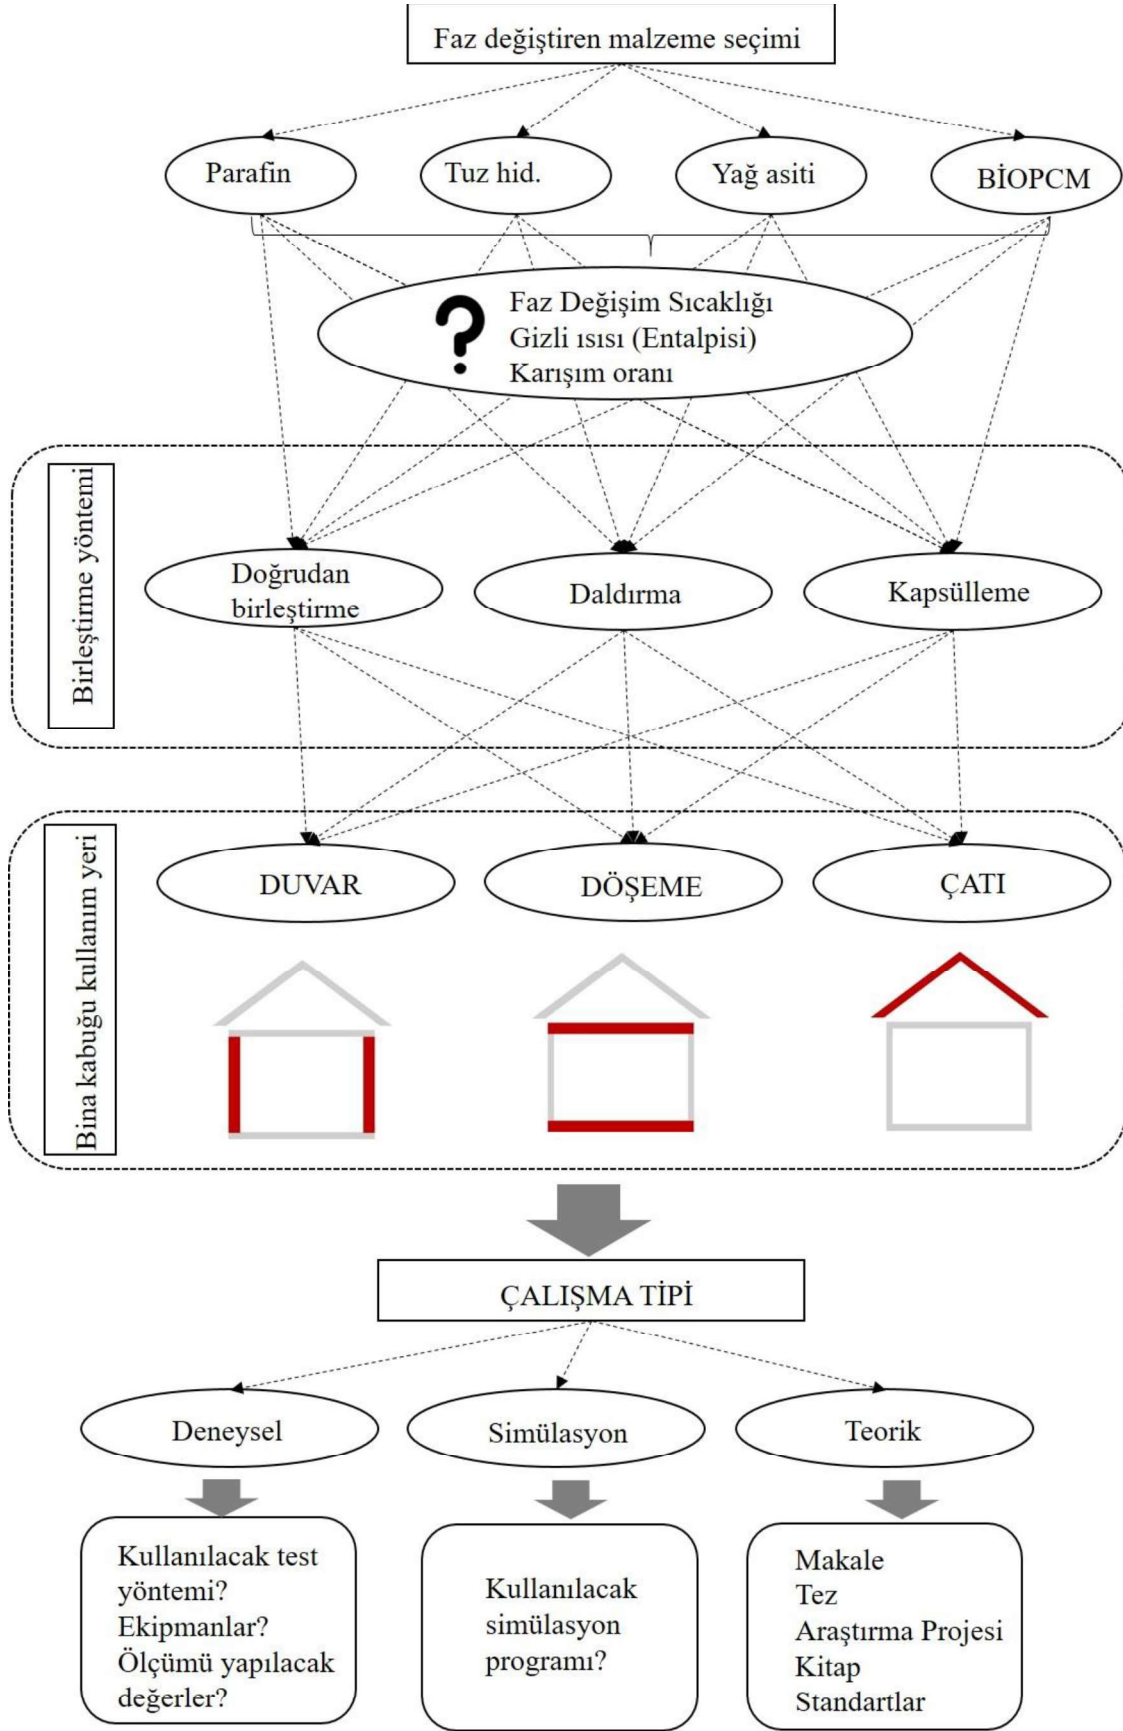 Faz değiştiren malzeme seçimi
Parafin
Tuz hid.
Yağ asiti
BİOPCM
?
Faz Değişim Sıcaklığı
Gizli ısısı (Entalpisi)
Karışım oranı
Birleştirme yöntemi
Doğrudan
birleştirme
Daldırma
Kapsülleme
Bina kabuğu kullanım yeri
DUVAR
DÖŞEME
ÇATI
ÇALIŞMA TİPİ
Deneysel
Simülasyon
Teorik
Kullanılacak test
yöntemi?
Ekipmanlar?
Ölçümü yapılacak
değerler?
Kullanılacak
simülasyon
programı?
Makale
Tez
Araştırma Projesi
Kitap
Standartlar